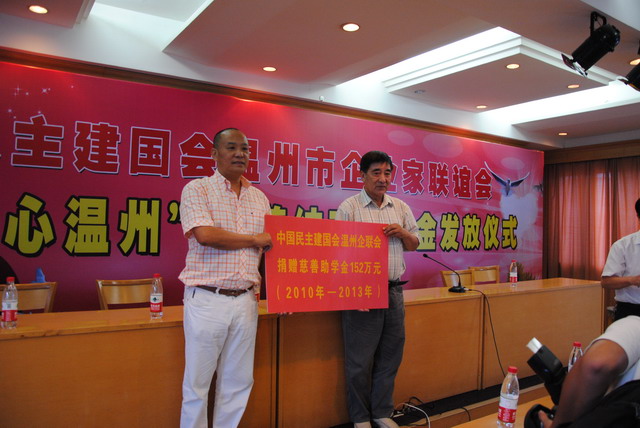 主建国会温州市企业家联谊会
心温州”
金发放仪式
中国民主建国会温州企联会
捐赠慈善助学金152万元
(2010年—2013年)